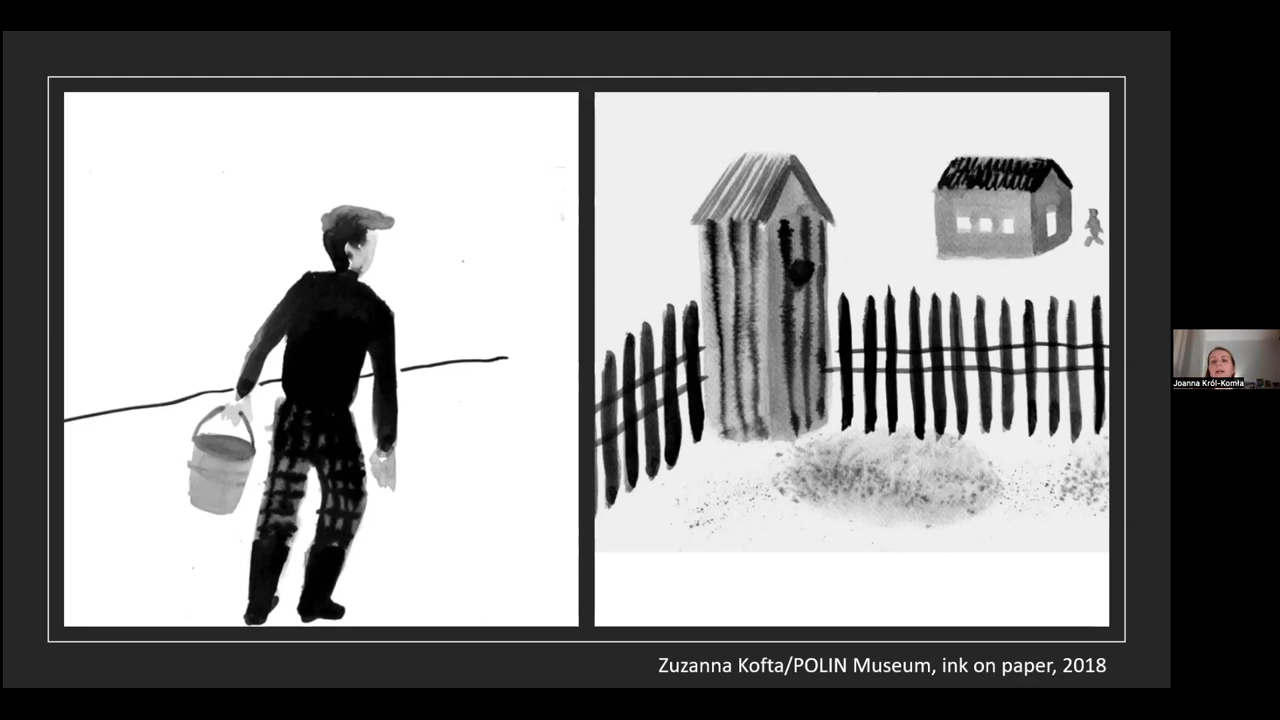 Zuzanna Kofta/POLIN Museum, ink on paper, 2018
Joanna Król-Komła